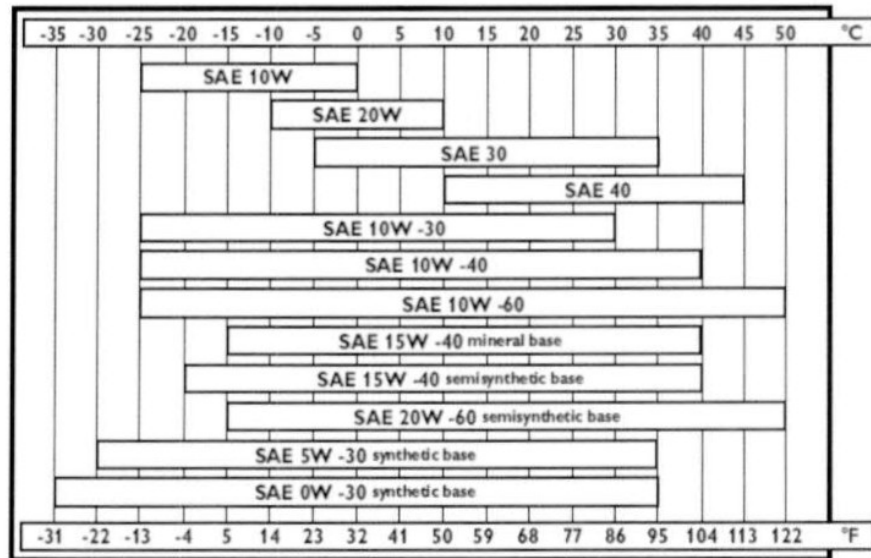 -35 -30 -25 -20 -15 -10 -5 0 5 10 15 20 25 30 35 40 45 50 °C
SAE 10W
SAE 20W
SAE 30
SAE 40
SAE 10W -30
SAE 10W -40
SAE 10W -60
SAE 15W -40 mineral base
SAE 15W -40 semisynthetic base
SAE 20W -60 semisynthetic base
SAE 5W -30 synthetic base
SAE 0W -30 synthetic base
-31 -22 -13 -4 5 14 23 32 41 50 59 68 77 86 95 104 113 122 °F